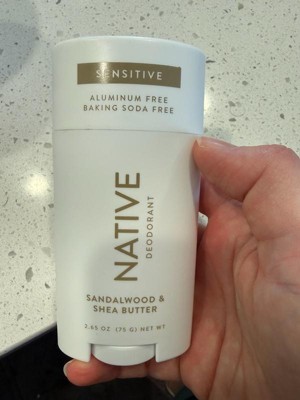 SENSITIVE
ALUMINUM FREE
BAKING SODA FREE
NATIVE
DEODORANT
SANDALWOOD &
SHEA BUTTER
2.65 OZ (75 G) NET WT